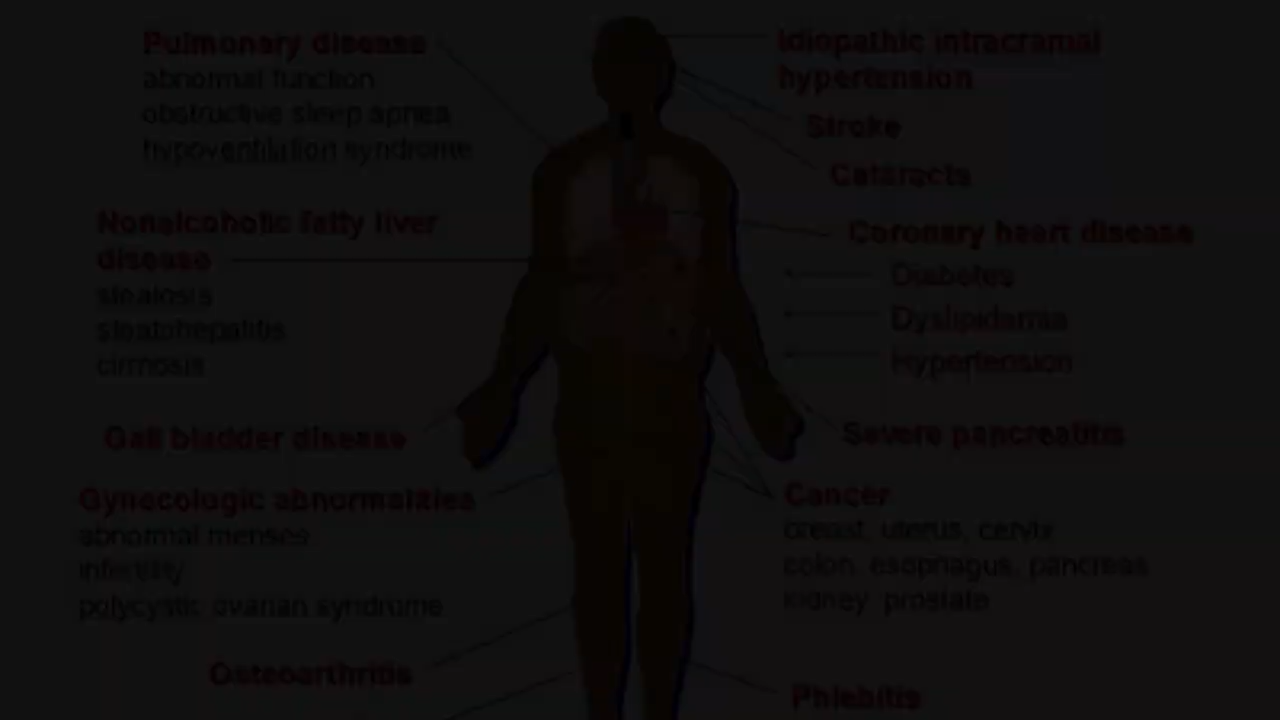 Pulmonary disease
abnormal function
obstructive sleep apnea
hypoventilation syndrome
Nonalcoholic fatty liver
disease
steatosis
steatohepatitis
cirrhosis
Gall bladder disease
Gynecologic abnormalities
abnormal menses
infertility
polycystic ovarian syndrome
Osteoarthritis
Idiopathic intracranial
hypertension
Stroke
Cataracts
Coronary heart disease
Diabetes
Dyslipidemia
Hypertension
Severe pancreatitis
Cancer
breast, uterus, cervix
colon, esophagus, pancreas
kidney, prostate
Phlebitis